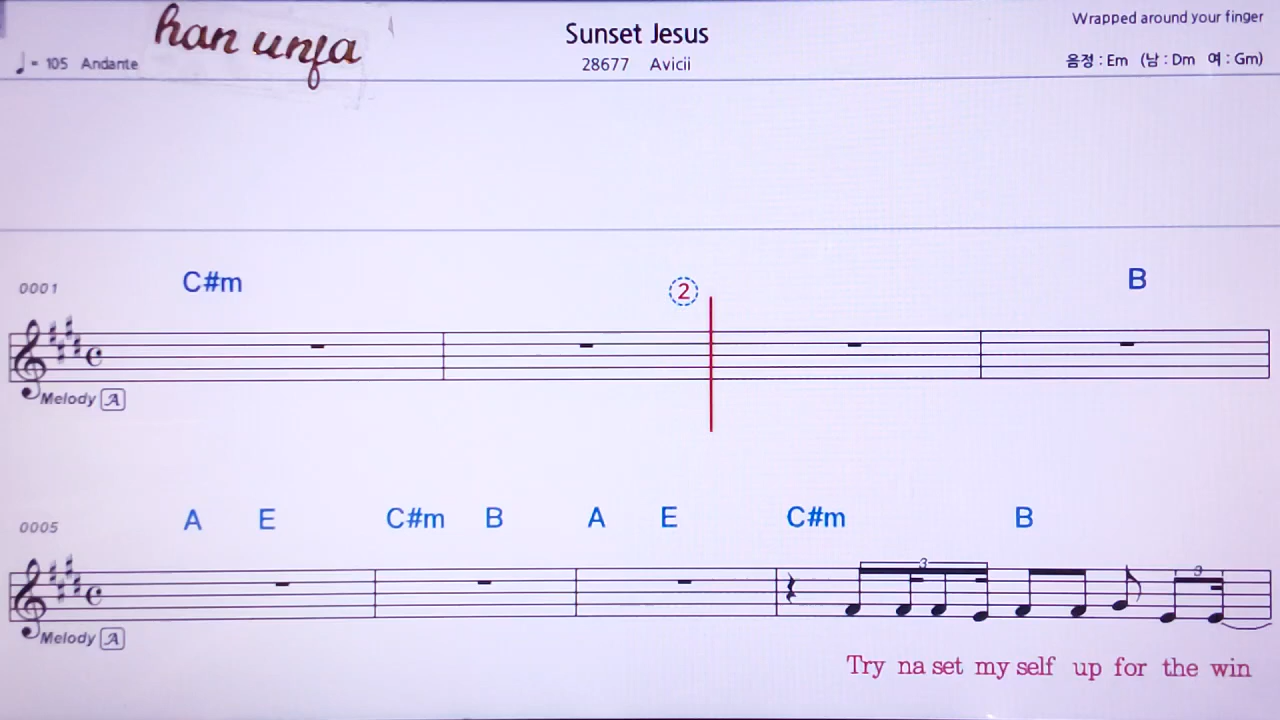 han unfa
Sunset Jesus
Wrapped around your finger
♩= 105 Andante
28677 Avicii
음정 : Em (남 : Dm 여 : Gm)
0001 C#m 2 B
Melody A
0005 A E C#m B A E C#m B
3 3
Melody A
Try na set my self up for the win